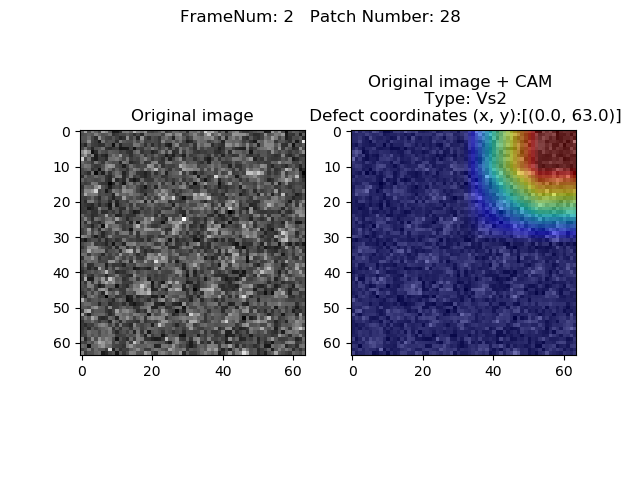 FrameNum: 2   Patch Number: 28
Original image
0
10
20
30
40
50
60
0 20 40 60
Original image + CAM
Type: Vs2
Defect coordinates (x, y):[(0.0, 63.0)]
0
10
20
30
40
50
60
0 20 40 60